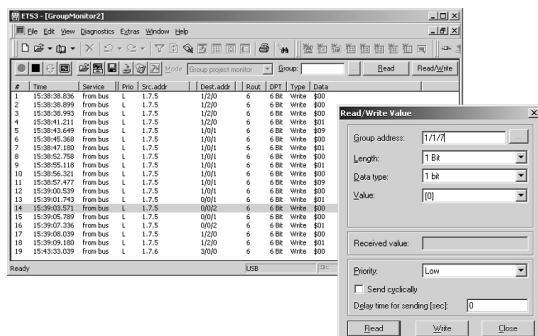 ETS3 - [GroupMonitor2]
File Edit View Diagnostics Extras Window Help
Mode Group project monitor Group: Read Read/Write
# Time Service Prio Src.addr Dest.addr Rout DPT Type Data
1 15:38:38.836 from bus L 1.7.5 1/2/0 6 6 Bit Write $00
2 15:38:38.899 from bus L 1.7.5 1/2/0 6 6 Bit Write $00
3 15:38:38.993 from bus L 1.7.5 1/2/0 6 6 Bit Write $00
4 15:38:41.211 from bus L 1.7.5 1/2/0 6 6 Bit Write $01
5 15:38:43.649 from bus L 1.7.5 1/0/1 6 6 Bit Write $09
6 15:38:45.368 from bus L 1.7.5 1/0/1 6 6 Bit Write $00
7 15:38:47.180 from bus L 1.7.5 1/0/1 6 6 Bit Write $01
8 15:38:52.758 from bus L 1.7.5 1/0/1 6 6 Bit Write $00
9 15:38:55.118 from bus L 1.7.5 1/0/1 6 6 Bit Write $01
10 15:38:56.321 from bus L 1.7.5 1/0/1 6 6 Bit Write $00
11 15:38:57.477 from bus L 1.7.5 1/0/1 6 6 Bit Write $09
12 15:39:00.539 from bus L 1.7.5 1/0/1 6 6 Bit Write $00
13 15:39:01.743 from bus L 1.7.5 0/0/1 6 6 Bit Write $01
14 15:39:03.571 from bus L 1.7.5 0/0/2 6 6 Bit Write $00
15 15:39:05.789 from bus L 1.7.5 0/0/1 6 6 Bit Write $00
16 15:39:07.336 from bus L 1.7.5 0/0/2 6 6 Bit Write $01
17 15:39:08.039 from bus L 1.7.5 1/2/0 6 6 Bit Write $00
18 15:39:09.180 from bus L 1.7.5 1/2/0 6 6 Bit Write $01
19 15:43:33.039 from bus L 1.7.6 3/0/0 6 6 Bit Write $00
Ready USB
Read/Write Value
Group address: 1/1/7
Length: 1 Bit
Data type: 1 bit
Value: [0]
Received value:
Priority: Low
Send cyclically
Delay time for sending [sec]: 0
Read Write Close